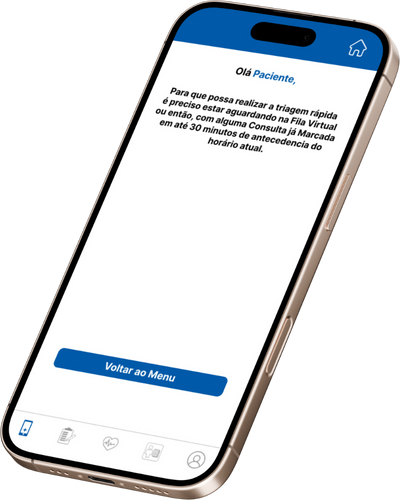 Olá Paciente,
Para que possa realizar a triagem rápida
é preciso estar aguardando na Fila Virtual
ou então, com alguma Consulta já Marcada
em até 30 minutos de antecedencia do
horário atual.
Voltar ao Menu